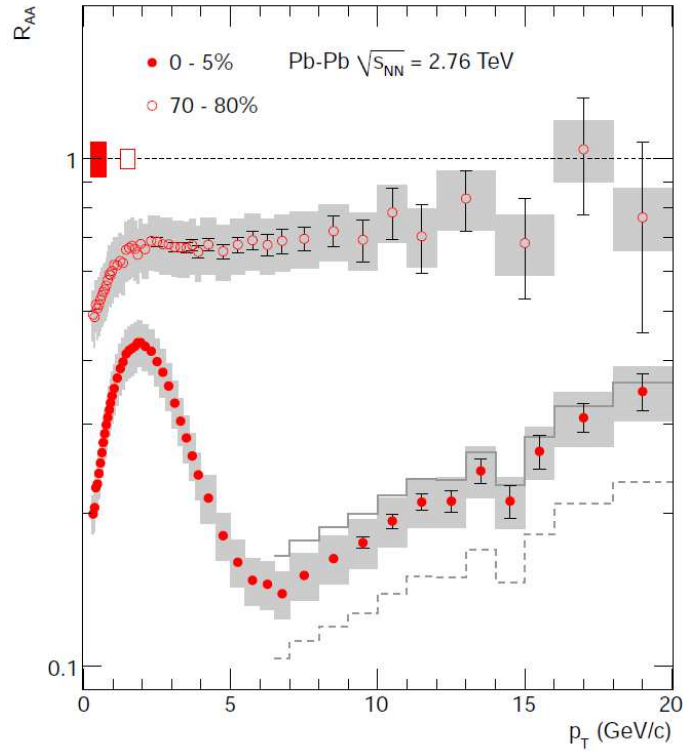 R_AA
0 - 5%
Pb-Pb √s_NN = 2.76 TeV
70 - 80%
1
0.1
0 5 10 15 20
p_T (GeV/c)